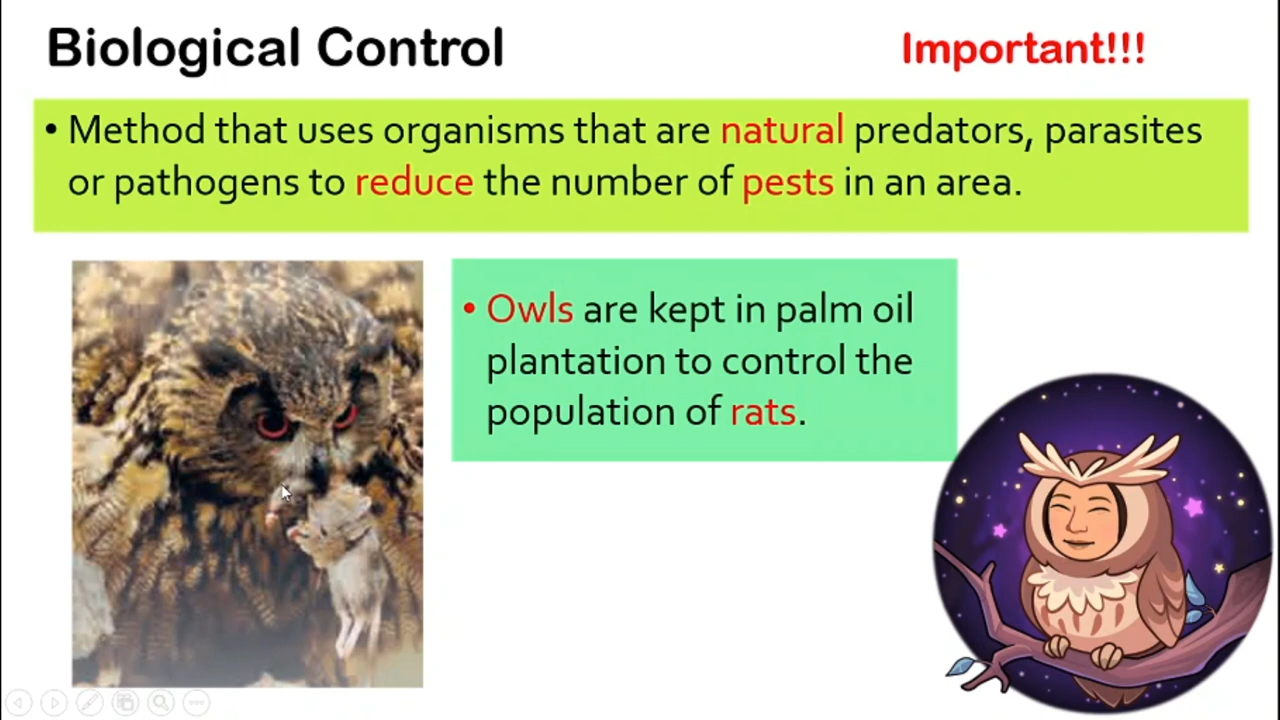 Biological Control
Important!!!
• Method that uses organisms that are natural predators, parasites
or pathogens to reduce the number of pests in an area.
• Owls are kept in palm oil
plantation to control the
population of rats.